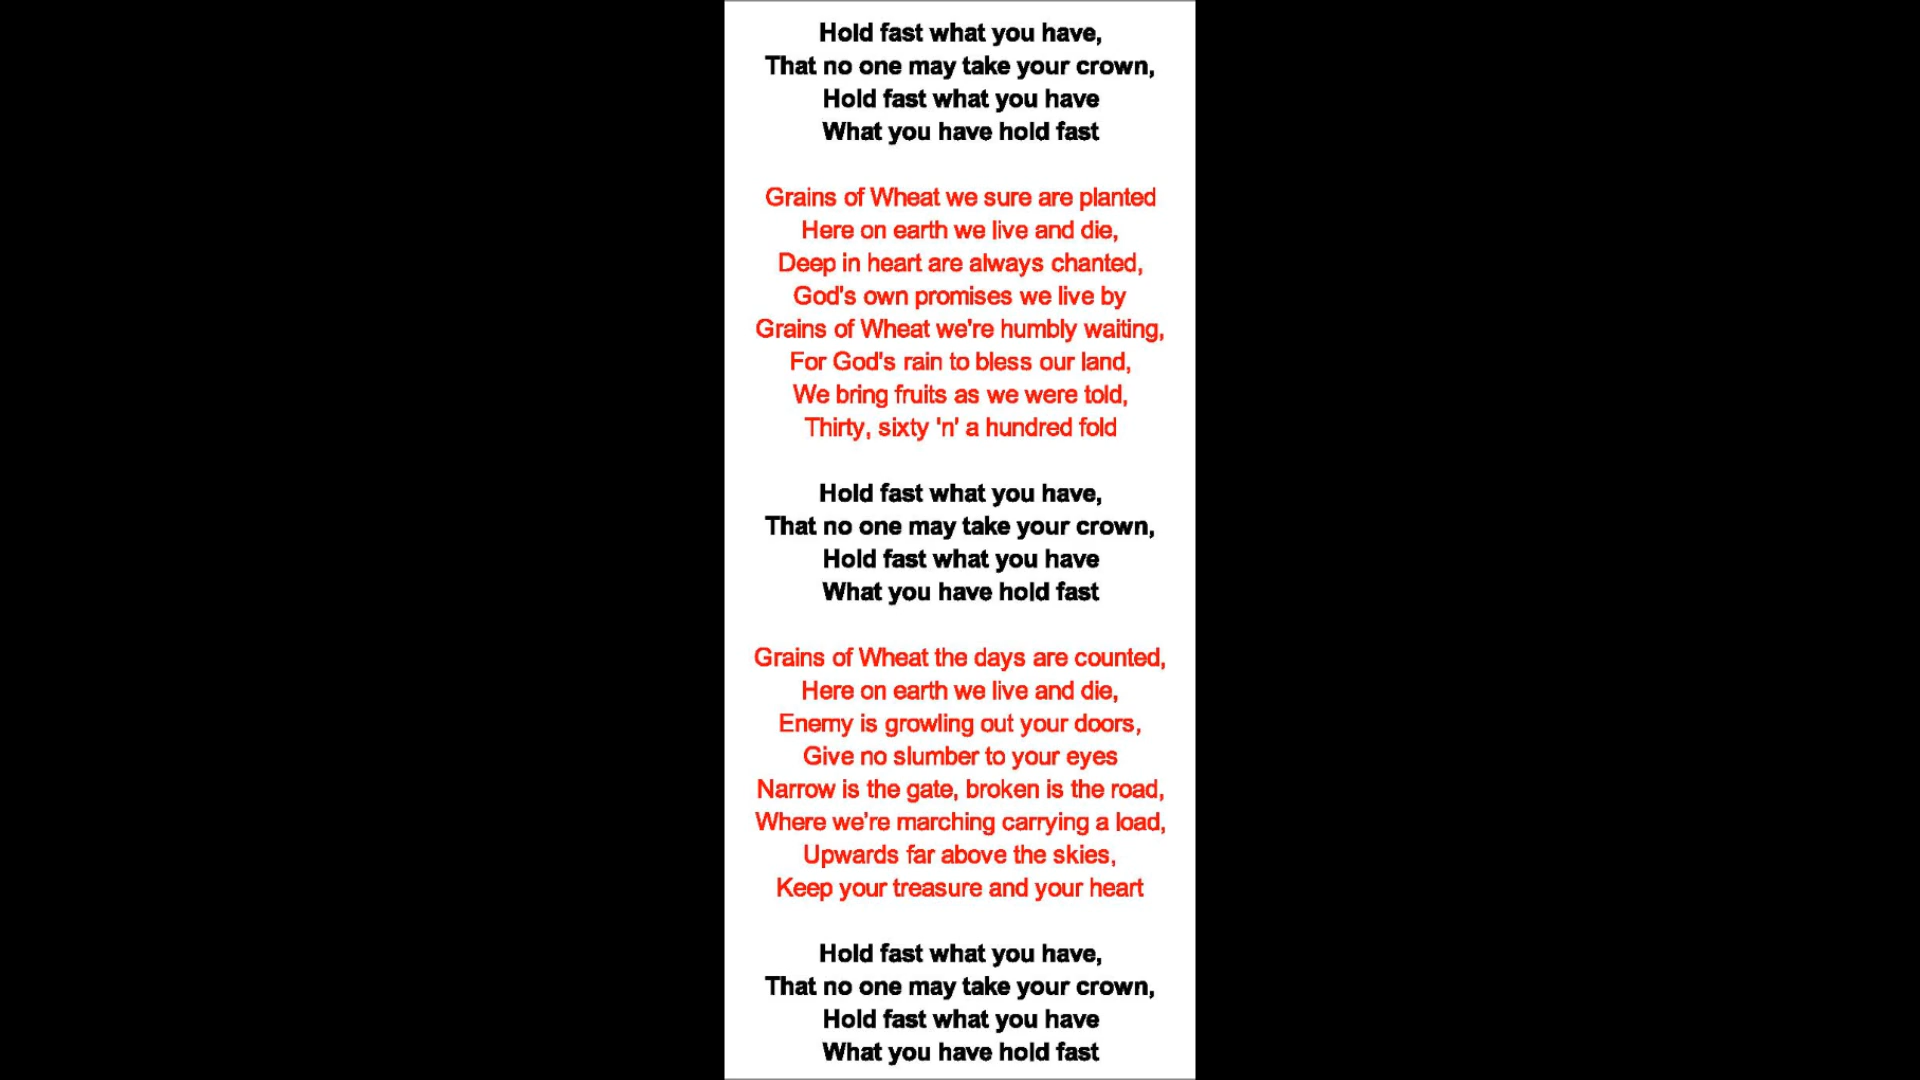 Hold fast what you have,
That no one may take your crown,
Hold fast what you have
What you have hold fast
Grains of Wheat we sure are planted
Here on earth we live and die,
Deep in heart are always chanted,
God's own promises we live by
Grains of Wheat we're humbly waiting,
For God's rain to bless our land,
We bring fruits as we were told,
Thirty, sixty 'n' a hundred fold
Hold fast what you have,
That no one may take your crown,
Hold fast what you have
What you have hold fast
Grains of Wheat the days are counted,
Here on earth we live and die,
Enemy is growling out your doors,
Give no slumber to your eyes
Narrow is the gate, broken is the road,
Where we're marching carrying a load,
Upwards far above the skies,
Keep your treasure and your heart
Hold fast what you have,
That no one may take your crown,
Hold fast what you have
What you have hold fast